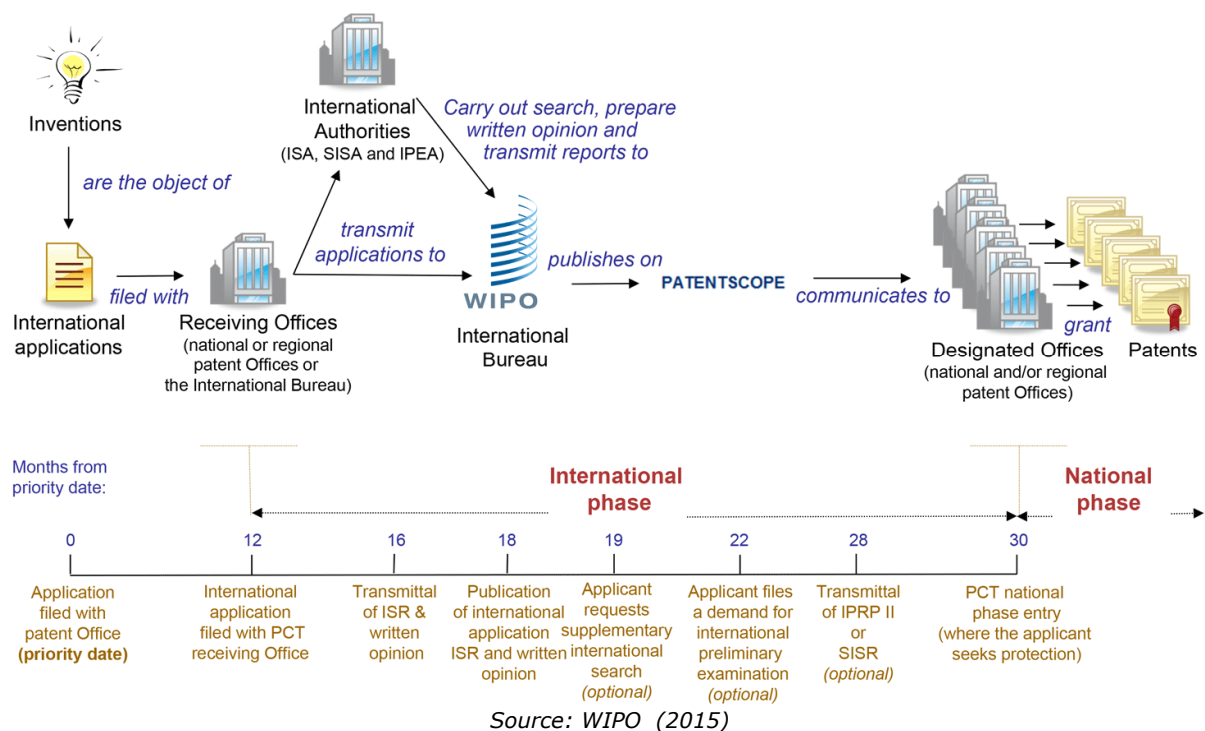 Inventions
are the object of
International
applications
filed with
Receiving Offices
(national or regional
patent Offices or
the International Bureau)
International
Authorities
(ISA, SISA and IPEA)
transmit
applications to
Carry out search, prepare
written opinion and
transmit reports to
WIPO
International
Bureau
publishes on
PATENTSCOPE
communicates to
Designated Offices
(national and/or regional
patent Offices)
grant
Patents
Months from
priority date:
International
phase
National
phase
0
12
16
18
19
22
28
30
Application
filed with
patent Office
(priority date)
International
application
filed with PCT
receiving Office
Transmittal
of ISR &
written
opinion
Publication
of international
application
ISR and written
opinion
Applicant
requests
supplementary
international
search
(optional)
Applicant files
a demand for
international
preliminary
examination
(optional)
Transmittal
of IPRP II
or
SISR
(optional)
PCT national
phase entry
(where the applicant
seeks protection)
Source: WIPO (2015)